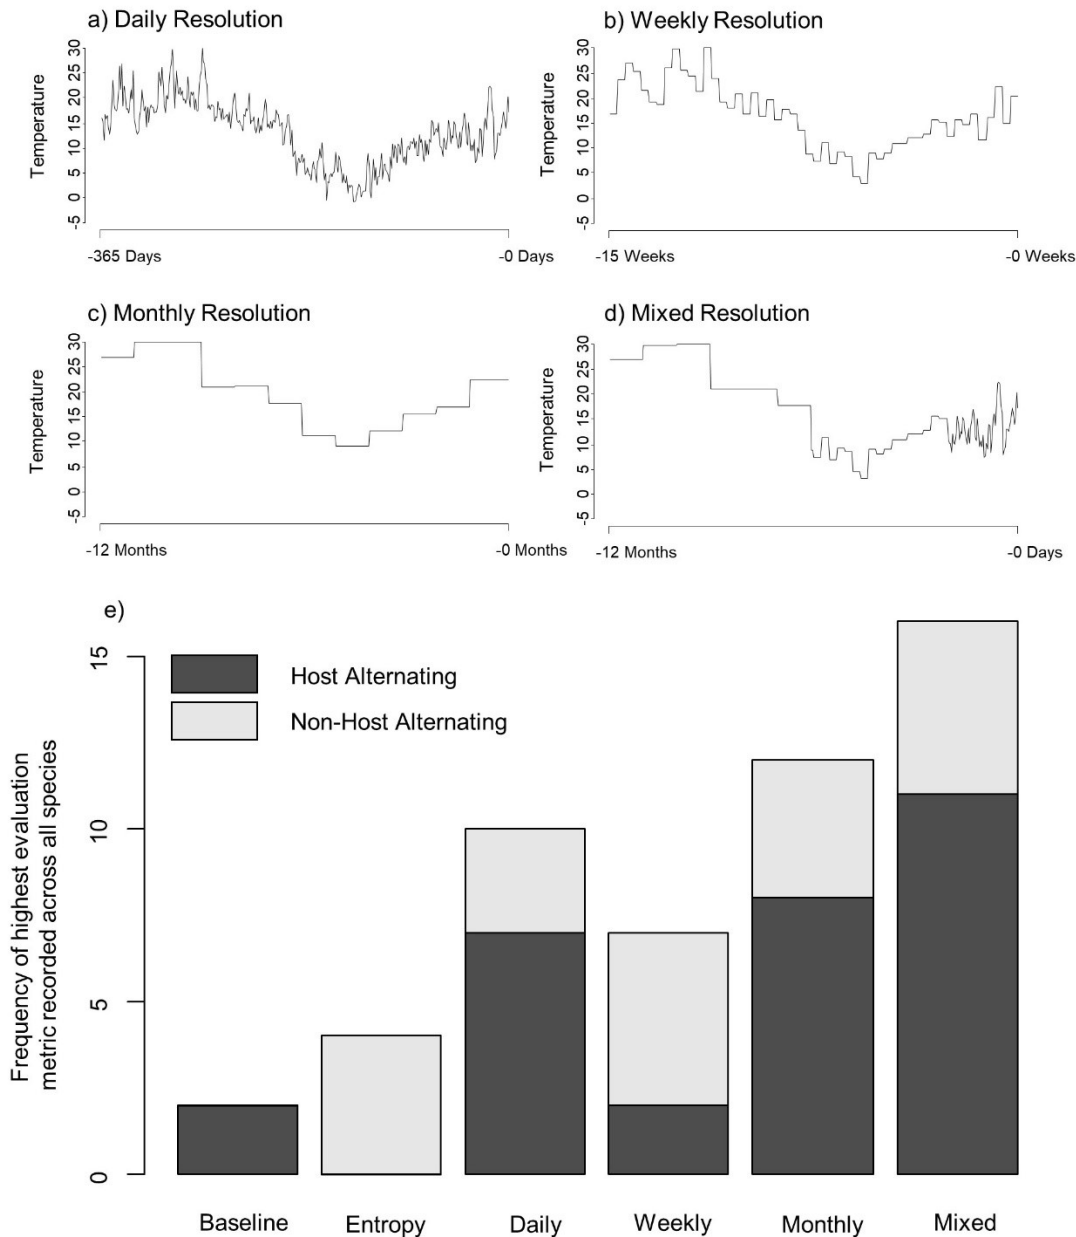 a) Daily Resolution
Temperature
30
25
20
15
10
5
0
-5
-365 Days
-0 Days
b) Weekly Resolution
Temperature
30
25
20
15
10
5
0
-5
-15 Weeks
-0 Weeks
c) Monthly Resolution
Temperature
30
25
20
15
10
5
0
-5
-12 Months
-0 Months
d) Mixed Resolution
Temperature
30
25
20
15
10
5
0
-5
-12 Months
-0 Days
e)
Host Alternating
Non-Host Alternating
Frequency of highest evaluation
metric recorded across all species
15
10
5
0
Baseline
Entropy
Daily
Weekly
Monthly
Mixed